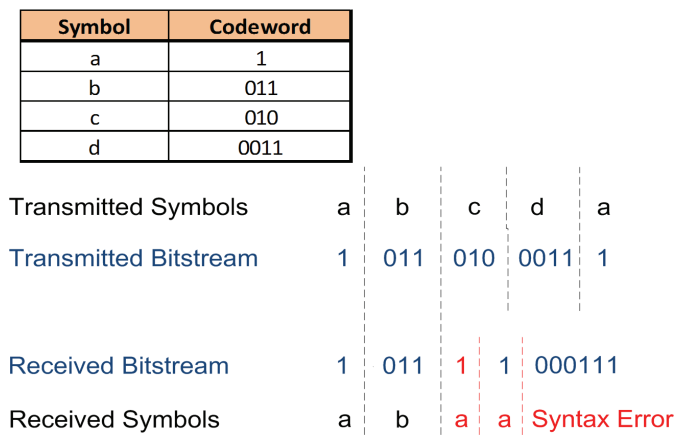 Symbol Codeword
a 1
b 011
c 010
d 0011
Transmitted Symbols a b c d a
Transmitted Bitstream 1 011 010 0011 1
Received Bitstream 1 011 1 1 000111
Received Symbols a b a a Syntax Error